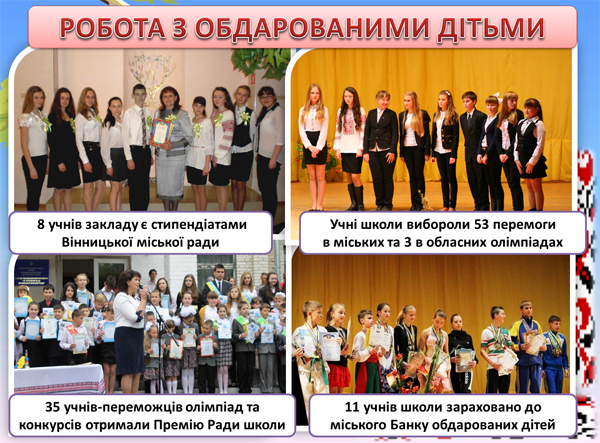 РОБОТА З ОБДАРОВАНИМИ ДІТЬМИ
8 учнів закладу є стипендіатами
Вінницької міської ради
Учні школи вибороли 53 перемоги
в міських та 3 в обласних олімпіадах
35 учнів-переможців олімпіад та
конкурсів отримали Премію Ради школи
11 учнів школи зараховано до
міського Банку обдарованих дітей